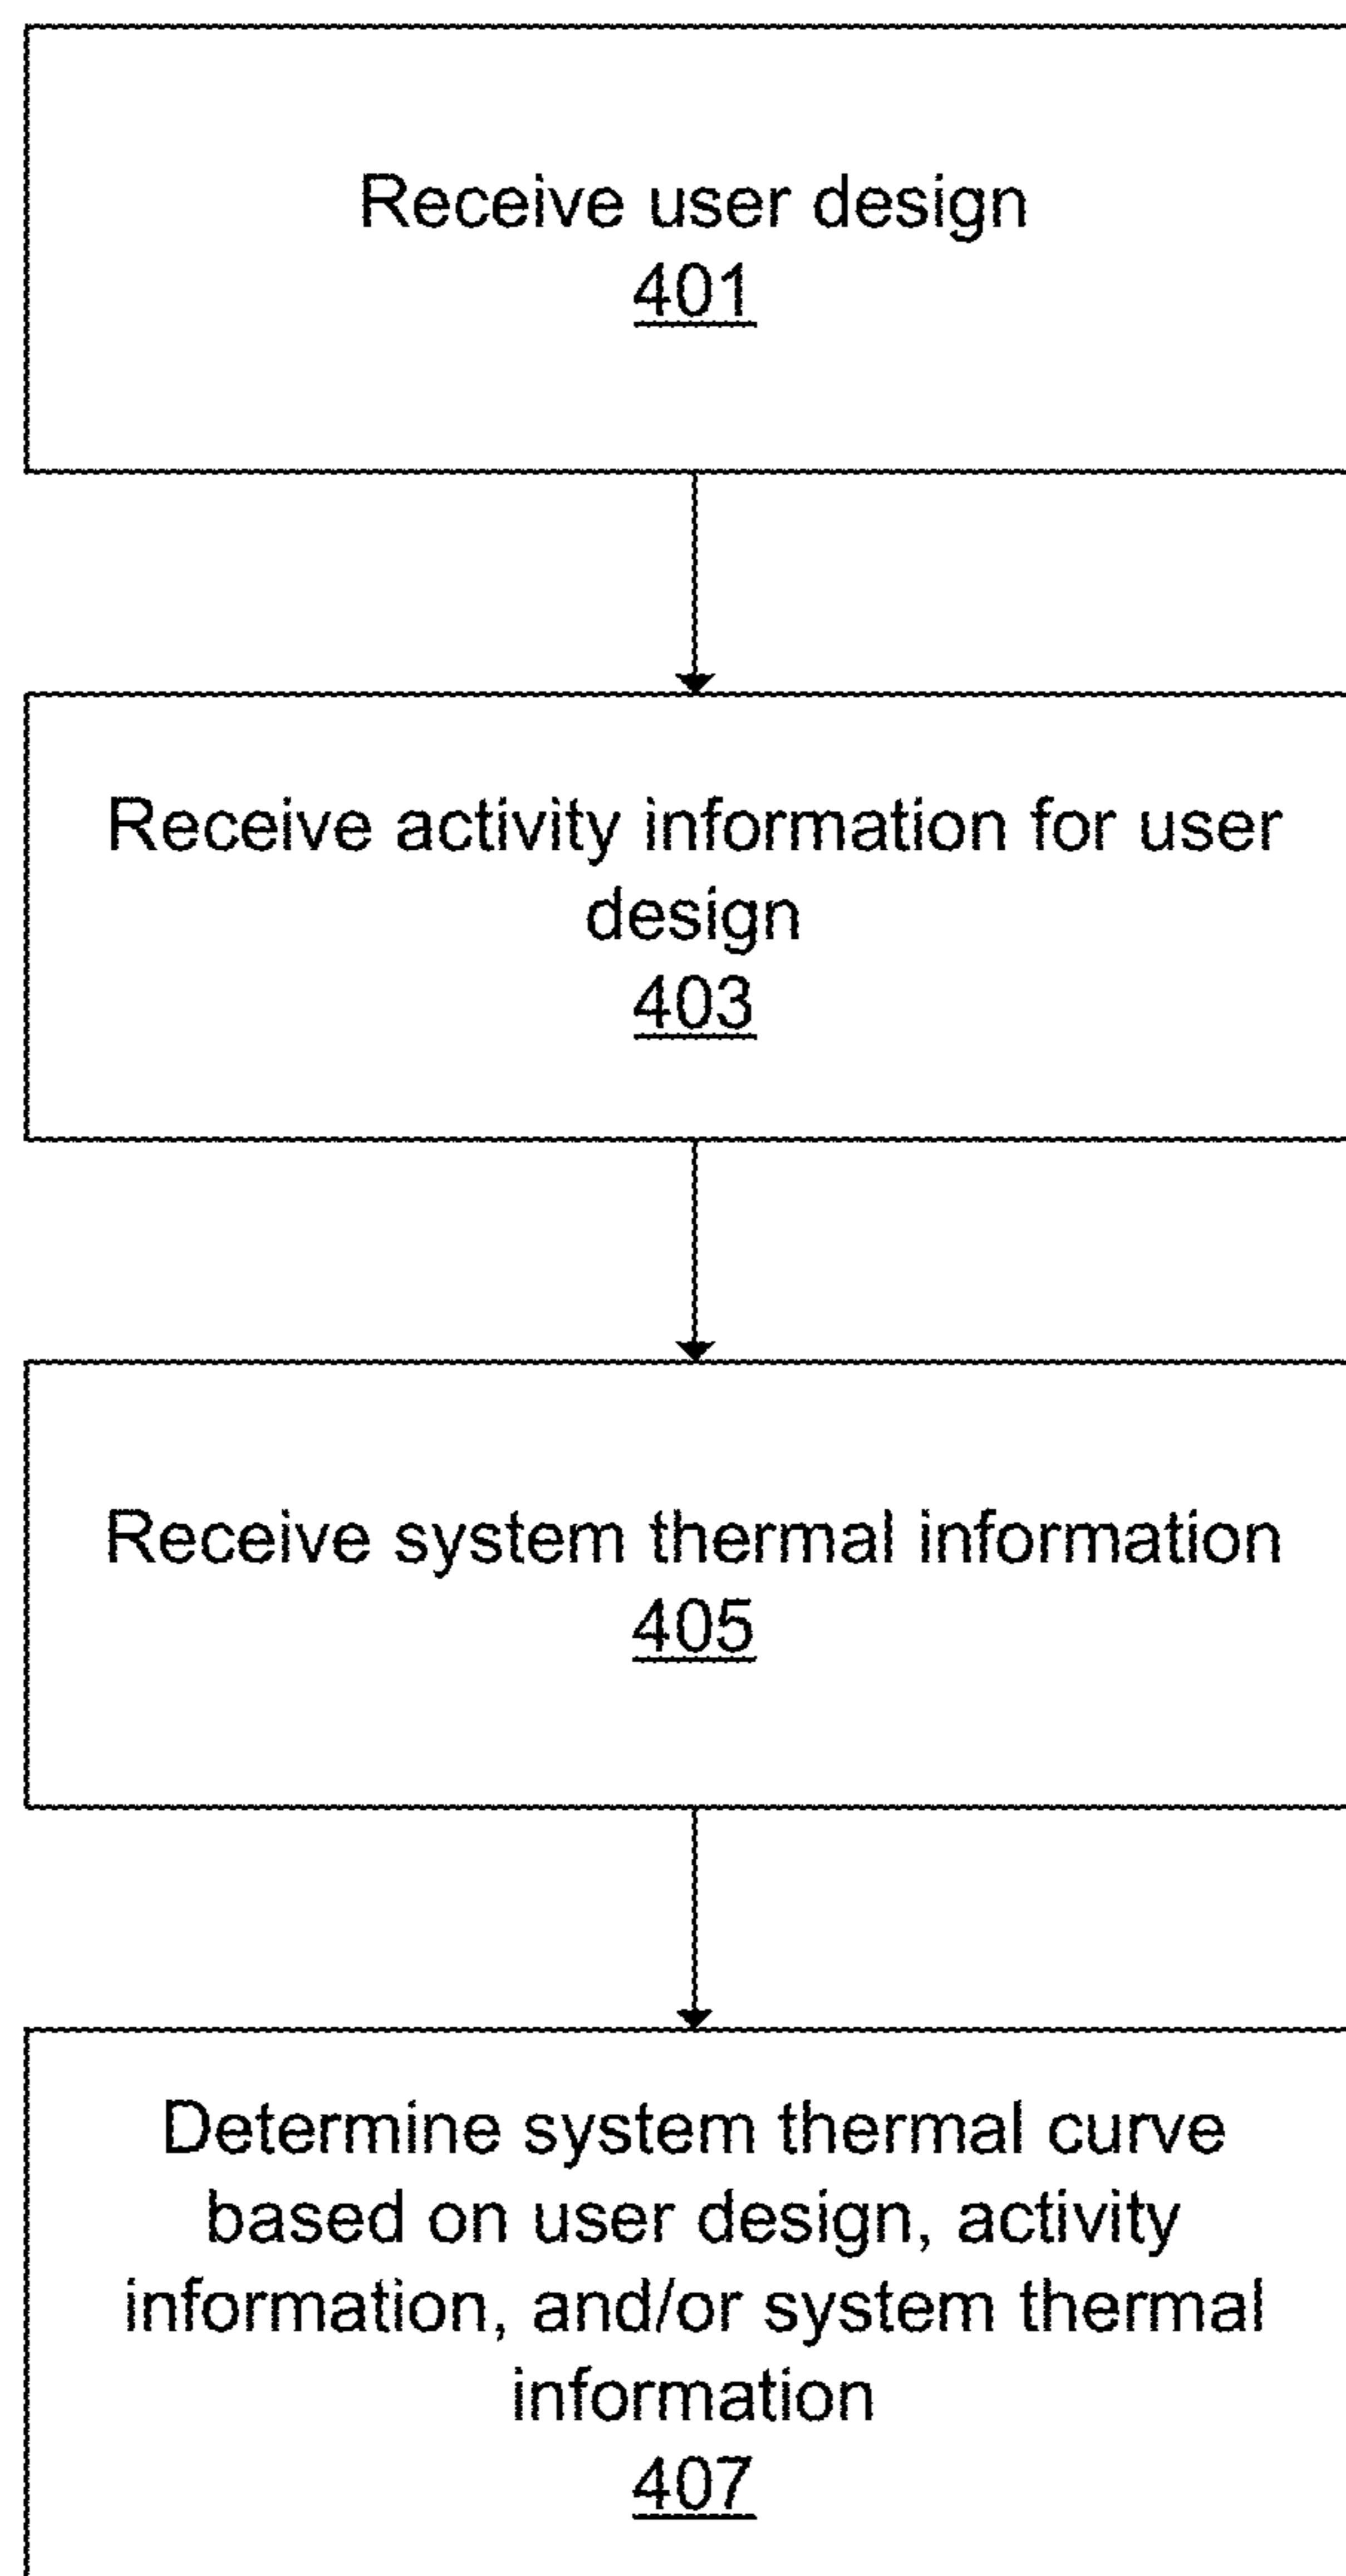 Receive user design
401
Receive activity information for user
design
403
Receive system thermal information
405
Determine system thermal curve
based on user design, activity
information, and/or system thermal
information
407